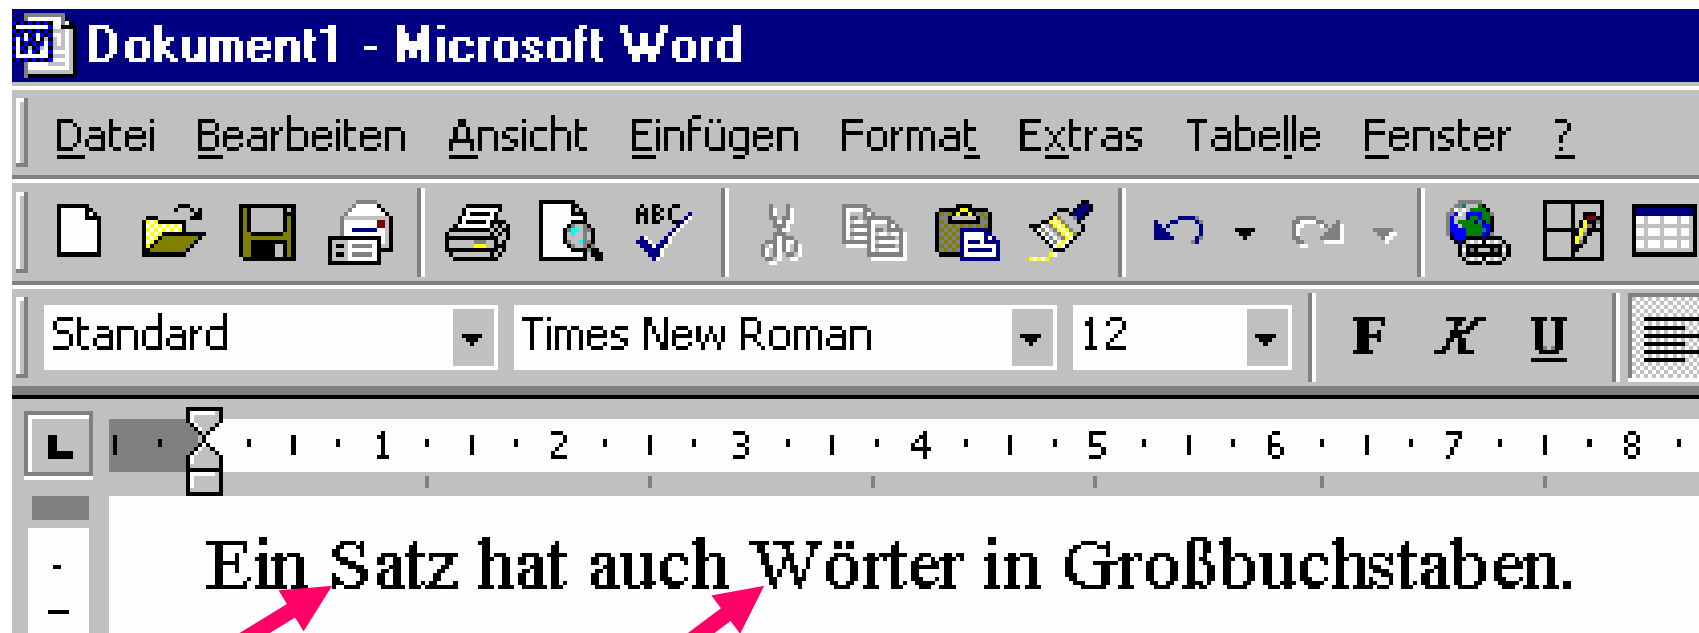 Dokument1 - Microsoft Word
Datei Bearbeiten Ansicht Einfügen Format Extras Tabelle Fenster ?
ABC
Standard Times New Roman 12 F K U
L 1 2 3 4 5 6 7 8
Ein Satz hat auch Wörter in Großbuchstaben.